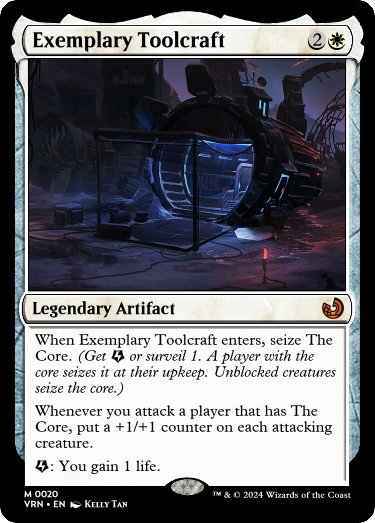 Exemplary Toolcraft 2
Legendary Artifact
When Exemplary Toolcraft enters, seize The
Core. (Get or surveil 1. A player with the
core seizes it at their upkeep. Unblocked creatures
seize the core.)
Whenever you attack a player that has The
Core, put a +1/+1 counter on each attacking
creature.
: You gain 1 life.
M 0020
VRN • EN Kelly Tan
™ & © 2024 Wizards of the Coast